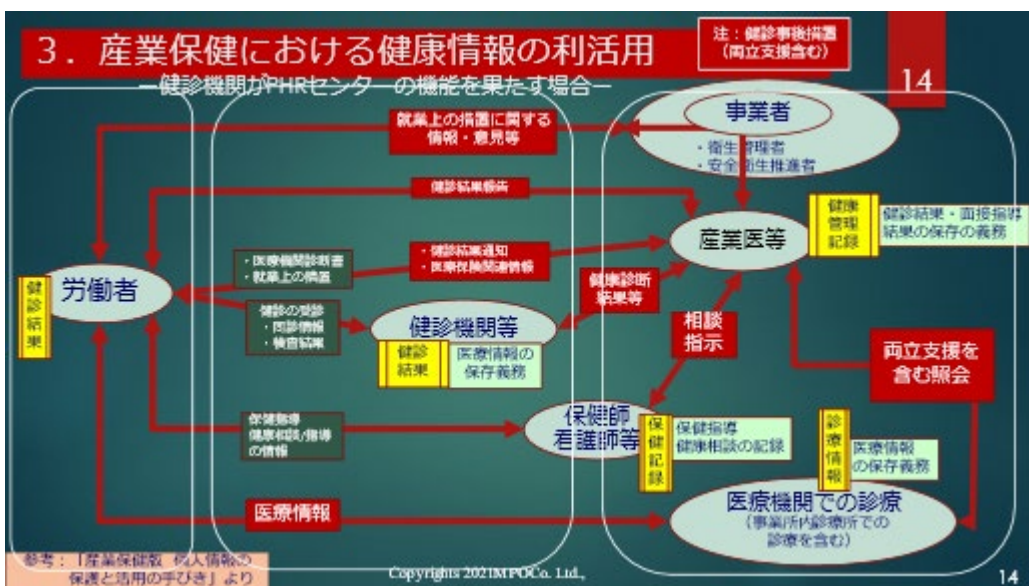 3．産業保健における健康情報の利活用
―健診機関がPHRセンターの機能を果たす場合―
注：健診事後措置
（両立支援含む）
14
事業者
・衛生管理者
・安全衛生推進者
就業上の措置に関する
情報・意見等
健診結果報告
産業医等
健康
管理
記録
健診結果・面接指導
結果の保存の義務
・健診結果通知
・医療保険関連情報
・医療機関診断書
・就業上の措置
健診結果
労働者
健康診断
結果等
健診の受診
・問診情報
・検査結果
健診機関等
健診
結果
医療情報の
保存義務
相談
指示
両立支援を
含む照会
保健指導
健康相談/指導
の情報
保健師
看護師等
保健記録
保健指導
健康相談の記録
診療情報
医療情報
の保存義務
医療情報
医療機関での診療
（事業所内診療所での
診療を含む）
参考：「産業保健版 個人情報の
保護と活用の手びき」より
Copyrights 2021MPOCo. Ltd.,
14